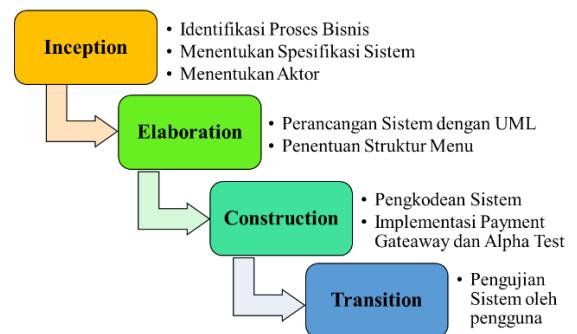 Inception
• Identifikasi Proses Bisnis
• Menentukan Spesifikasi Sistem
• Menentukan Aktor
Elaboration
• Perancangan Sistem dengan UML
• Penentuan Struktur Menu
Construction
• Pengkodean Sistem
• Implementasi Payment
Gateaway dan Alpha Test
Transition
• Pengujian
Sistem oleh
pengguna